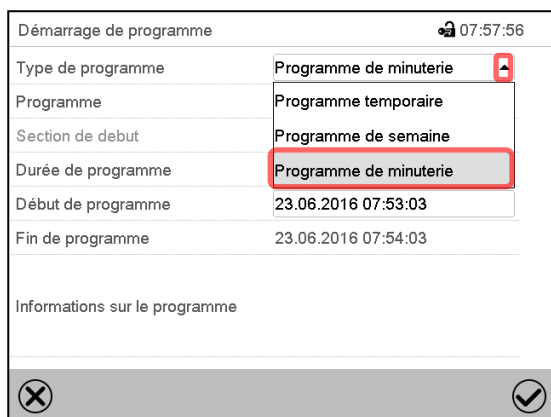 Démarrage de programme 07:57:56
Type de programme Programme de minuterie
Programme Programme temporaire
Section de debut Programme de semaine
Durée de programme Programme de minuterie
Début de programme 23.06.2016 07:53:03
Fin de programme 23.06.2016 07:54:03
Informations sur le programme